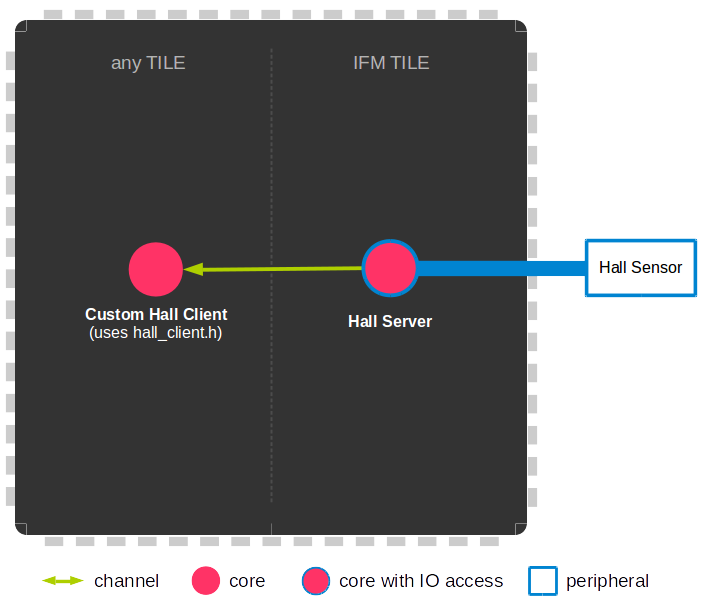 any TILE
IFM TILE
Hall Sensor
Custom Hall Client
(uses hall_client.h)
Hall Server
channel
core
core with IO access
peripheral